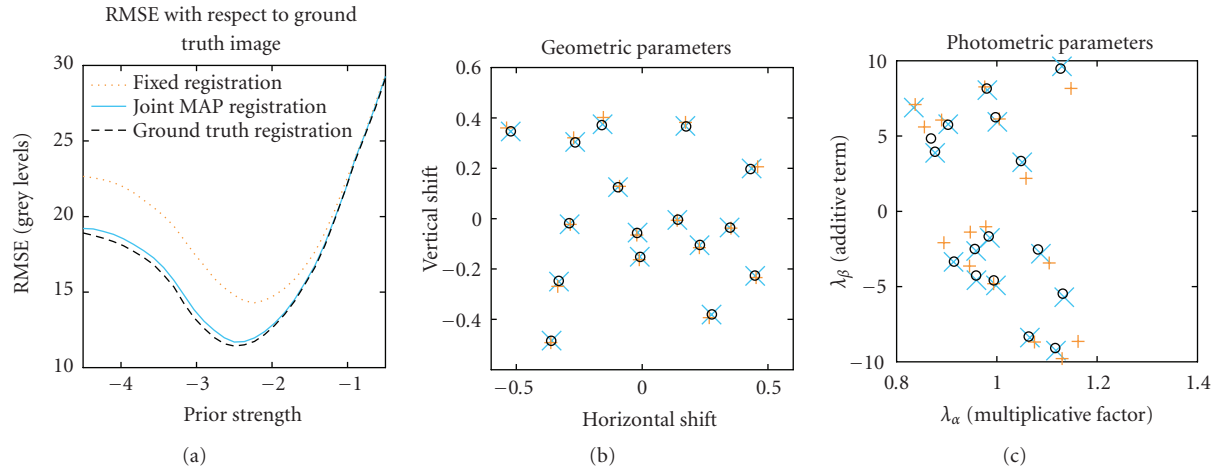 RMSE with respect to ground
truth image
30
25
20
15
10
RMSE (grey levels)
Fixed registration
Joint MAP registration
Ground truth registration
−4
−3
−2
−1
Prior strength
(a)
Geometric parameters
0.6
0.4
0.2
0
−0.2
−0.4
Vertical shift
−0.5
0
0.5
Horizontal shift
(b)
Photometric parameters
10
5
0
−5
−10
λβ (additive term)
0.8
1
1.2
1.4
λα (multiplicative factor)
(c)